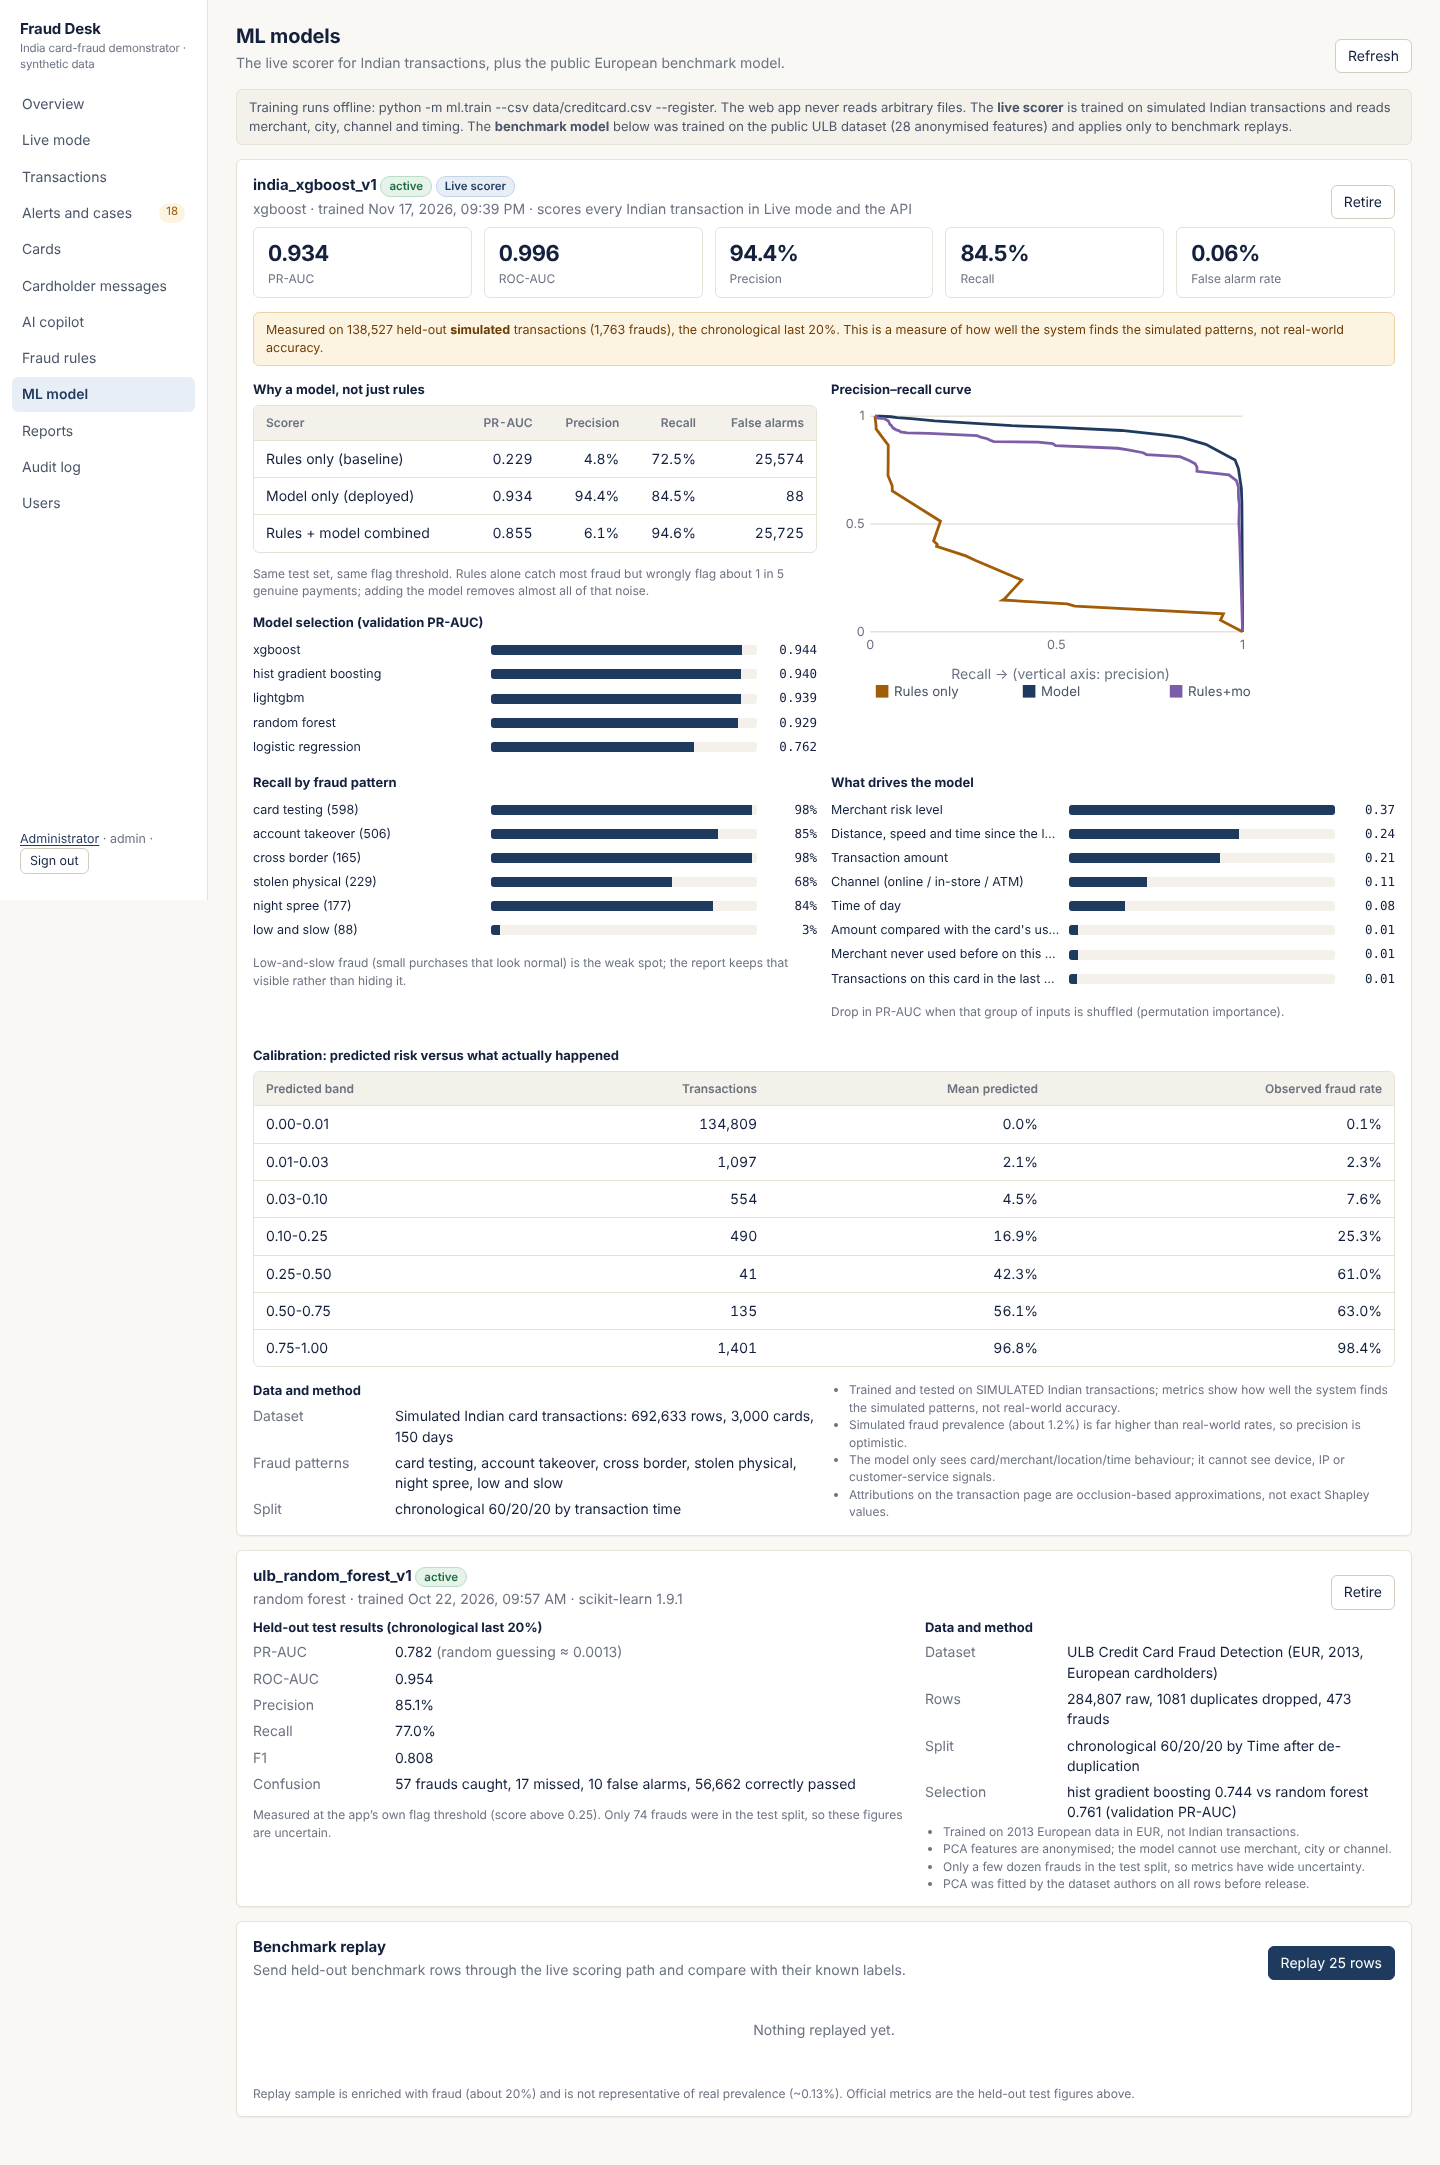 Fraud Desk
India card-fraud demonstrator ·
synthetic data
Overview
Live mode
Transactions
Alerts and cases 18
Cards
Cardholder messages
AI copilot
Fraud rules
ML model
Reports
Audit log
Users
Administrator · admin ·
Sign out
ML models
The live scorer for Indian transactions, plus the public European benchmark model.
Refresh
Training runs offline: python -m ml.train --csv data/creditcard.csv --register. The web app never reads arbitrary files. The live scorer is trained on simulated Indian transactions and reads
merchant, city, channel and timing. The benchmark model below was trained on the public ULB dataset (28 anonymised features) and applies only to benchmark replays.
india_xgboost_v1 active Live scorer
xgboost · trained Nov 17, 2026, 09:39 PM · scores every Indian transaction in Live mode and the API
Retire
0.934
PR-AUC
0.996
ROC-AUC
94.4%
Precision
84.5%
Recall
0.06%
False alarm rate
Measured on 138,527 held-out simulated transactions (1,763 frauds), the chronological last 20%. This is a measure of how well the system finds the simulated patterns, not real-world
accuracy.
Why a model, not just rules
Scorer PR-AUC Precision Recall False alarms
Rules only (baseline) 0.229 4.8% 72.5% 25,574
Model only (deployed) 0.934 94.4% 84.5% 88
Rules + model combined 0.855 6.1% 94.6% 25,725
Same test set, same flag threshold. Rules alone catch most fraud but wrongly flag about 1 in 5
genuine payments; adding the model removes almost all of that noise.
Precision–recall curve
1
0.5
0
0 0.5 1
Recall → (vertical axis: precision)
Rules only Model Rules+mo
Model selection (validation PR-AUC)
xgboost 0.944
hist gradient boosting 0.940
lightgbm 0.939
random forest 0.929
logistic regression 0.762
Recall by fraud pattern
card testing (598) 98%
account takeover (506) 85%
cross border (165) 98%
stolen physical (229) 68%
night spree (177) 84%
low and slow (88) 3%
Low-and-slow fraud (small purchases that look normal) is the weak spot; the report keeps that
visible rather than hiding it.
What drives the model
Merchant risk level 0.37
Distance, speed and time since the l... 0.24
Transaction amount 0.21
Channel (online / in-store / ATM) 0.11
Time of day 0.08
Amount compared with the card's us... 0.01
Merchant never used before on this ... 0.01
Transactions on this card in the last ... 0.01
Drop in PR-AUC when that group of inputs is shuffled (permutation importance).
Calibration: predicted risk versus what actually happened
Predicted band Transactions Mean predicted Observed fraud rate
0.00-0.01 134,809 0.0% 0.1%
0.01-0.03 1,097 2.1% 2.3%
0.03-0.10 554 4.5% 7.6%
0.10-0.25 490 16.9% 25.3%
0.25-0.50 41 42.3% 61.0%
0.50-0.75 135 56.1% 63.0%
0.75-1.00 1,401 96.8% 98.4%
Data and method
Dataset Simulated Indian card transactions: 692,633 rows, 3,000 cards,
150 days
Fraud patterns card testing, account takeover, cross border, stolen physical,
night spree, low and slow
Split chronological 60/20/20 by transaction time
• Trained and tested on SIMULATED Indian transactions; metrics show how well the system finds
the simulated patterns, not real-world accuracy.
• Simulated fraud prevalence (about 1.2%) is far higher than real-world rates, so precision is
optimistic.
• The model only sees card/merchant/location/time behaviour; it cannot see device, IP or
customer-service signals.
• Attributions on the transaction page are occlusion-based approximations, not exact Shapley
values.
ulb_random_forest_v1 active
random forest · trained Oct 22, 2026, 09:57 AM · scikit-learn 1.9.1
Retire
Held-out test results (chronological last 20%)
PR-AUC 0.782 (random guessing ≈ 0.0013)
ROC-AUC 0.954
Precision 85.1%
Recall 77.0%
F1 0.808
Confusion 57 frauds caught, 17 missed, 10 false alarms, 56,662 correctly passed
Measured at the app's own flag threshold (score above 0.25). Only 74 frauds were in the test split, so these figures
are uncertain.
Data and method
Dataset ULB Credit Card Fraud Detection (EUR, 2013,
European cardholders)
Rows 284,807 raw, 1081 duplicates dropped, 473
frauds
Split chronological 60/20/20 by Time after de-
duplication
Selection hist gradient boosting 0.744 vs random forest
0.761 (validation PR-AUC)
• Trained on 2013 European data in EUR, not Indian transactions.
• PCA features are anonymised; the model cannot use merchant, city or channel.
• Only a few dozen frauds in the test split, so metrics have wide uncertainty.
• PCA was fitted by the dataset authors on all rows before release.
Benchmark replay
Send held-out benchmark rows through the live scoring path and compare with their known labels.
Replay 25 rows
Nothing replayed yet.
Replay sample is enriched with fraud (about 20%) and is not representative of real prevalence (~0.13%). Official metrics are the held-out test figures above.